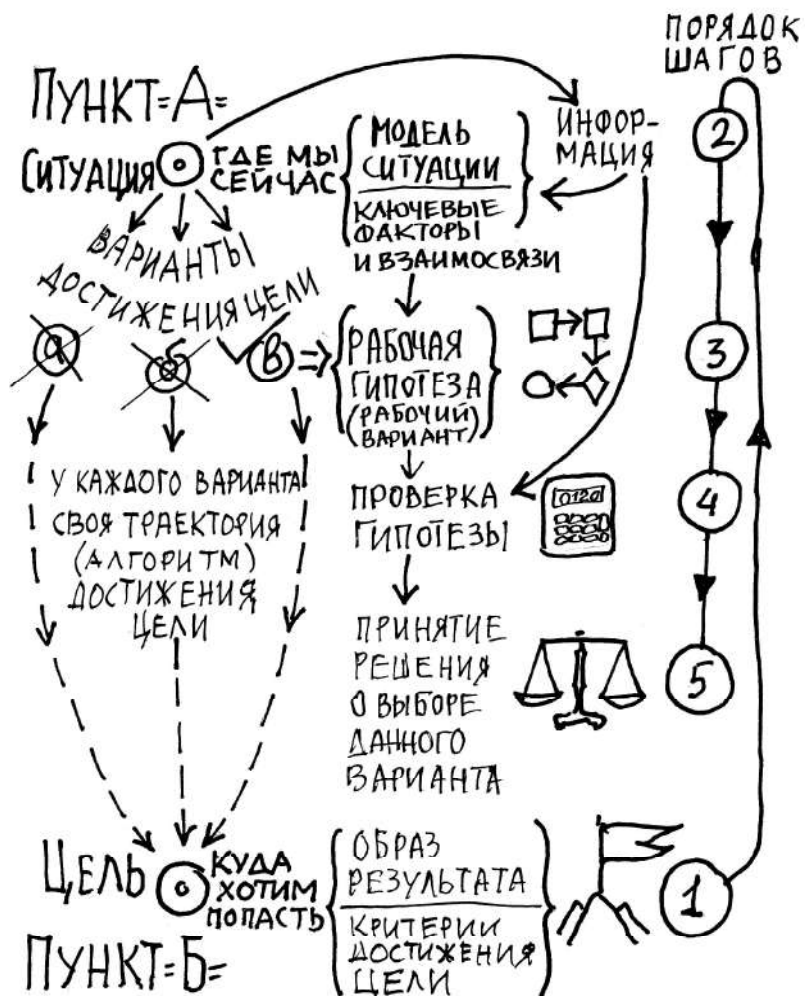 ПОРЯДОК
ШАГОВ
ПУНКТ=А=
СИТУАЦИЯ
ГДЕ МЫ
СЕЙЧАС
МОДЕЛЬ
СИТУАЦИИ
КЛЮЧЕВЫЕ
ФАКТОРЫ
И ВЗАИМОСВЯЗИ
ИНФОР-
МАЦИЯ
2
ВАРИАНТЫ
ДОСТИЖЕНИЯ ЦЕЛИ
а
б
В
РАБОЧАЯ
ГИПОТЕЗА
(РАБОЧИЙ)
ВАРИАНТ)
3
У КАЖДОГО ВАРИАНТА
СВОЯ ТРАЕКТОРИЯ
(АЛГОРИТМ)
ДОСТИЖЕНИЯ
ЦЕЛИ
ПРОВЕРКА
ГИПОТЕЗЫ
0120
4
ПРИНЯТИЕ
РЕШЕНИЯ
О ВЫБОРЕ
ДАННОГО
ВАРИАНТА
5
ЦЕЛЬ
КУДА
ХОТИМ
ПОПАСТЬ
ПУНКТ=Б=
ОБРАЗ
РЕЗУЛЬТАТА
КРИТЕРИИ
ДОСТИЖЕНИЯ
ЦЕЛИ
1